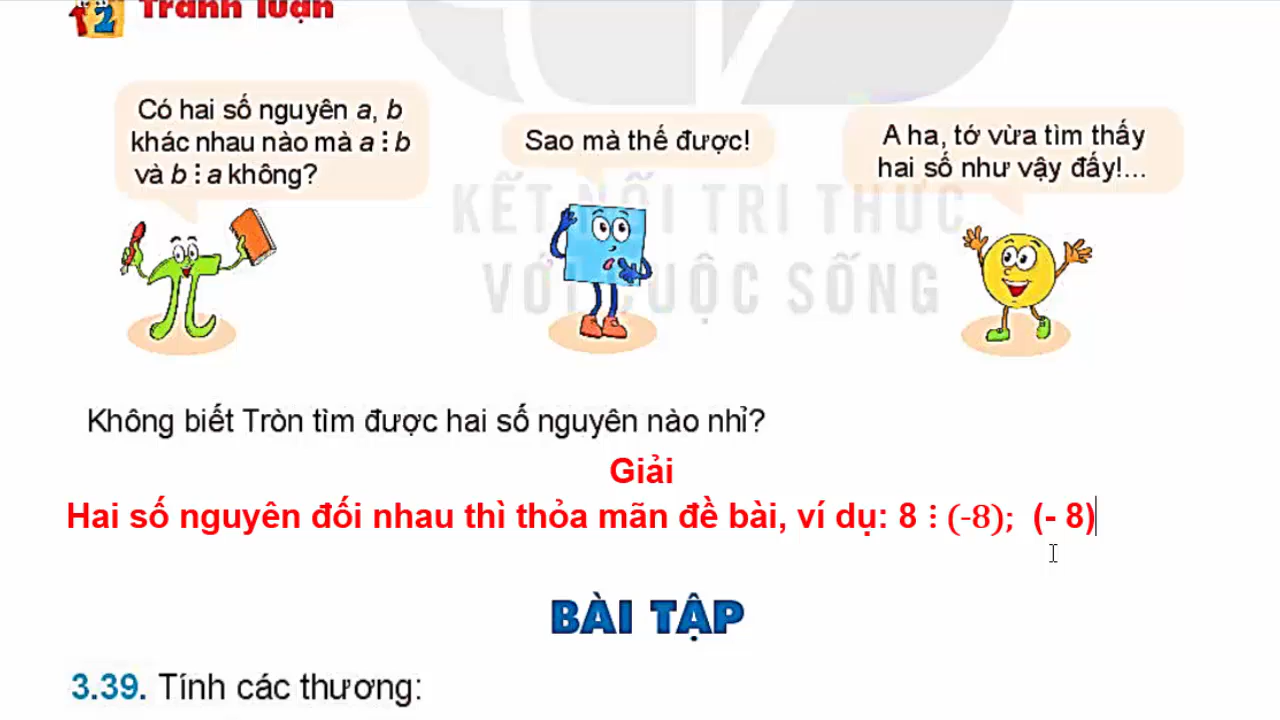 Tranh luận
Có hai số nguyên a, b
khác nhau nào mà a ⋮ b
và b ⋮ a không?
Sao mà thế được!
A ha, tớ vừa tìm thấy
hai số như vậy đấy!...
KẾT NỐI TRI THỨC
VỚI CUỘC SỐNG
Không biết Tròn tìm được hai số nguyên nào nhỉ?
Giải
Hai số nguyên đối nhau thì thỏa mãn đề bài, ví dụ: 8 ⋮ (-8); (- 8)
BÀI TẬP
3.39. Tính các thương: